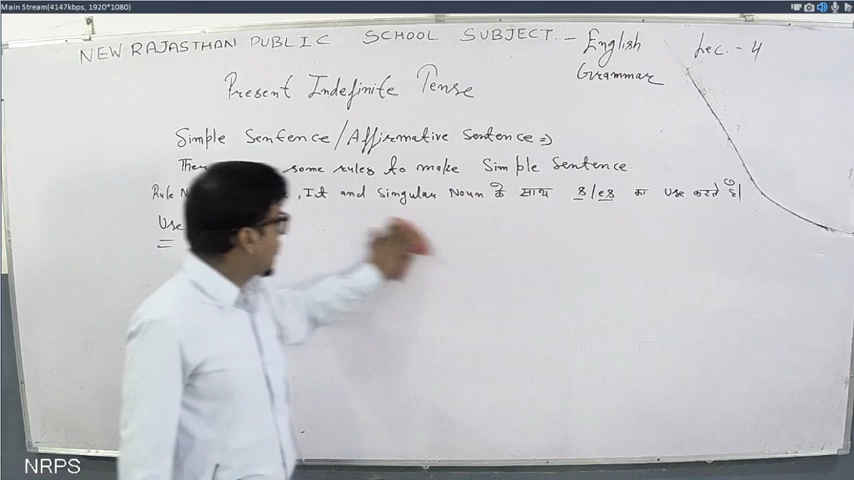 Main Stream(4147kbps, 1920*1080)
NEW RAJASTHAN PUBLIC SCHOOL SUBJECT - English Grammar
Lec. - 4
Present Indefinite Tense
Simple Sentence/Affirmative Sentence ⇒
some rules to make Simple Sentence.
Rule , It and Singular Noun के साथ s/es का Use करते है।
Use
NRPS